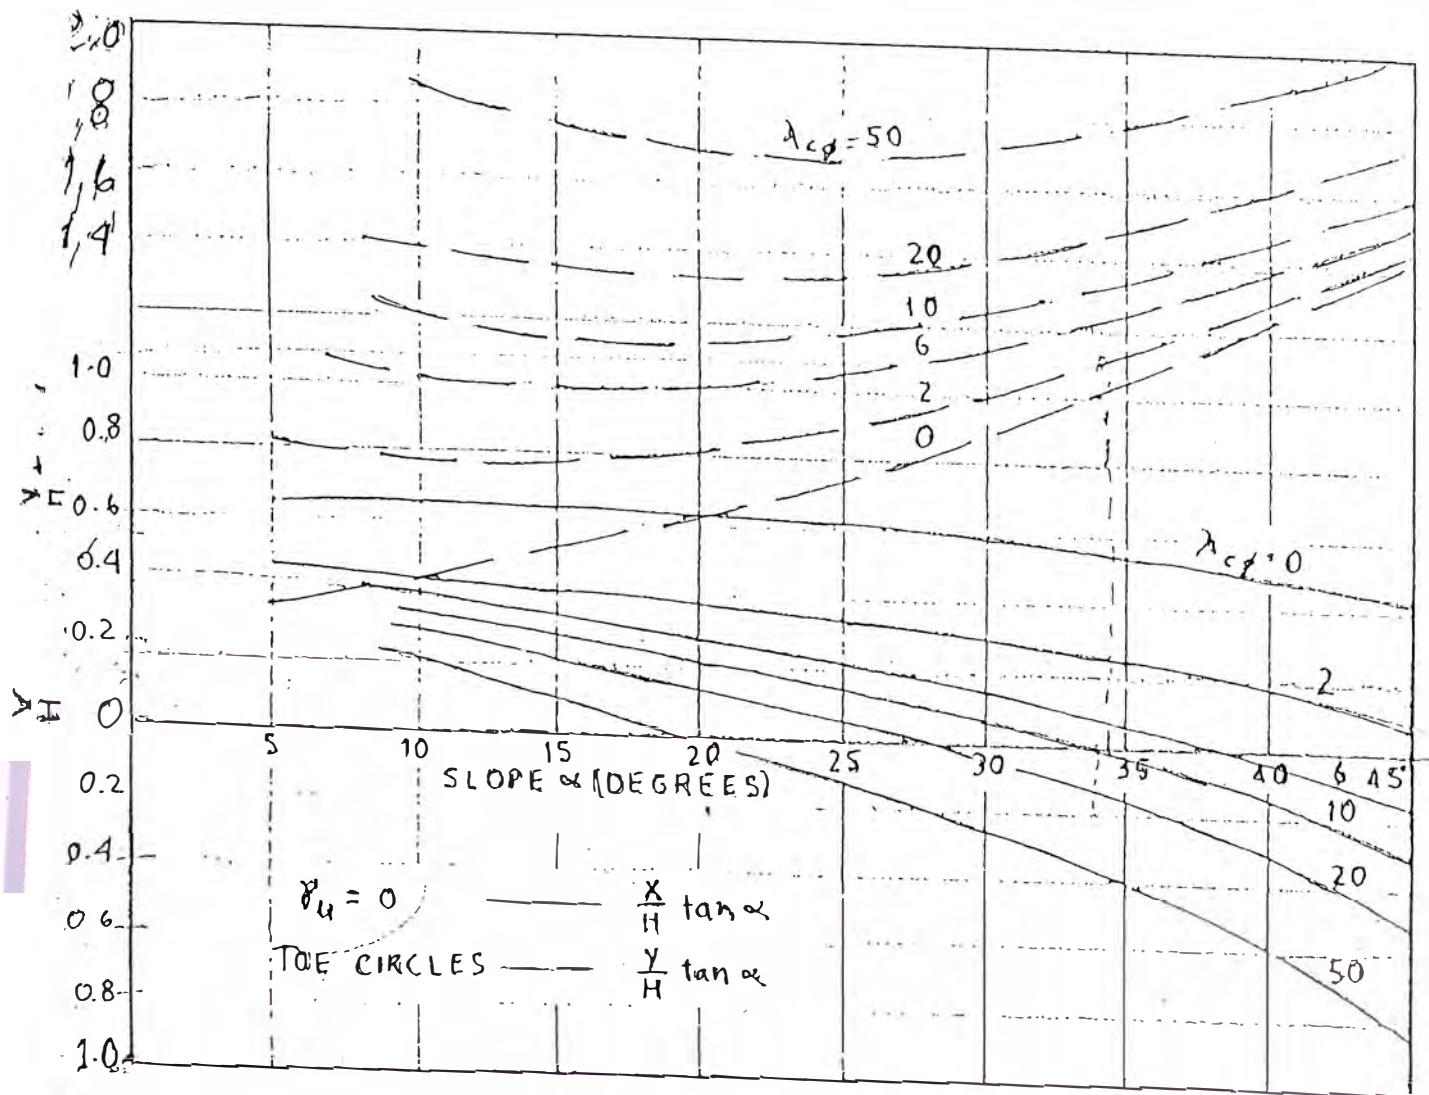 2.0
1.8
1,6
1,4
1.0
0.8
0.6
0.4
0.2
0
0.2
0.4
0.6
0.8
1.0
Y/H
X/H
λcφ = 50
20
10
6
2
0
λcφ = 0
2
5 10 15 20 25 30 35 40 6 45
10
20
50
SLOPE α (DEGREES)
γu = 0
X/H tan α
TOE CIRCLES
Y/H tan α